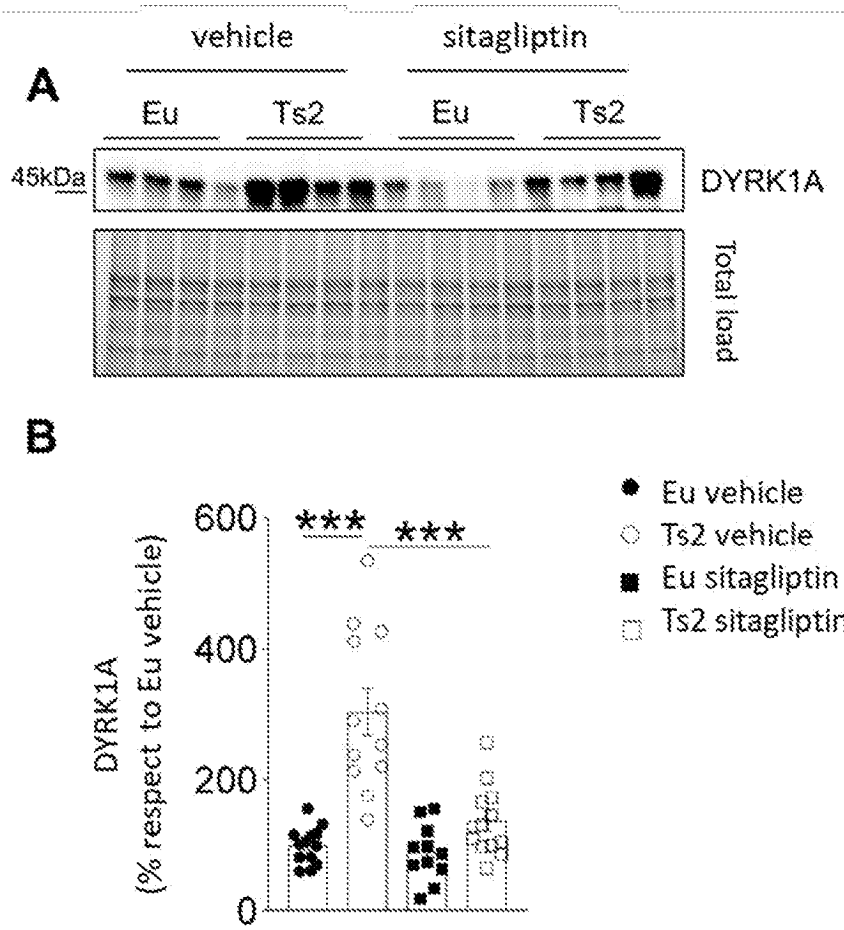 vehicle sitagliptin
A
Eu Ts2 Eu Ts2
45kDa DYRK1A
Total load
B
DYRK1A
(% respect to Eu vehicle)
600
400
200
0
*** ***
Eu vehicle
Ts2 vehicle
Eu sitagliptin
Ts2 sitagliptin